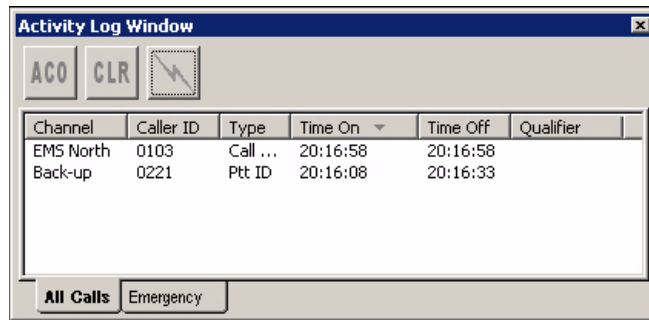 Activity Log Window
ACO CLR
Channel Caller ID Type Time On Time Off Qualifier
EMS North 0103 Call ... 20:16:58 20:16:58
Back-up 0221 Ptt ID 20:16:08 20:16:33
All Calls Emergency